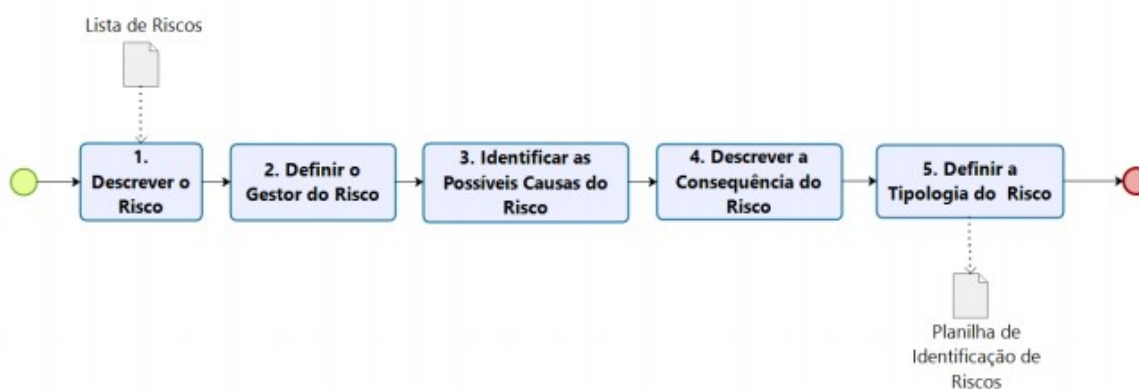 Lista de Riscos
1.
Descrever o
Risco
2. Definir o
Gestor do Risco
3. Identificar as
Possíveis Causas do
Risco
4. Descrever a
Consequência do
Risco
5. Definir a
Tipologia do Risco
Planilha de
Identificação de
Riscos